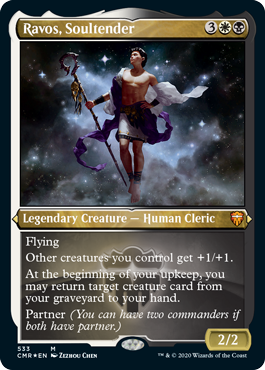 Ravos, Soultender 3
Legendary Creature — Human Cleric
Flying
Other creatures you control get +1/+1.
At the beginning of your upkeep, you
may return target creature card from
your graveyard to your hand.
Partner (You can have two commanders if
both have partner.)
2/2
533 M
CMR EN Zezhou Chen
™ & © 2020 Wizards of the Coast